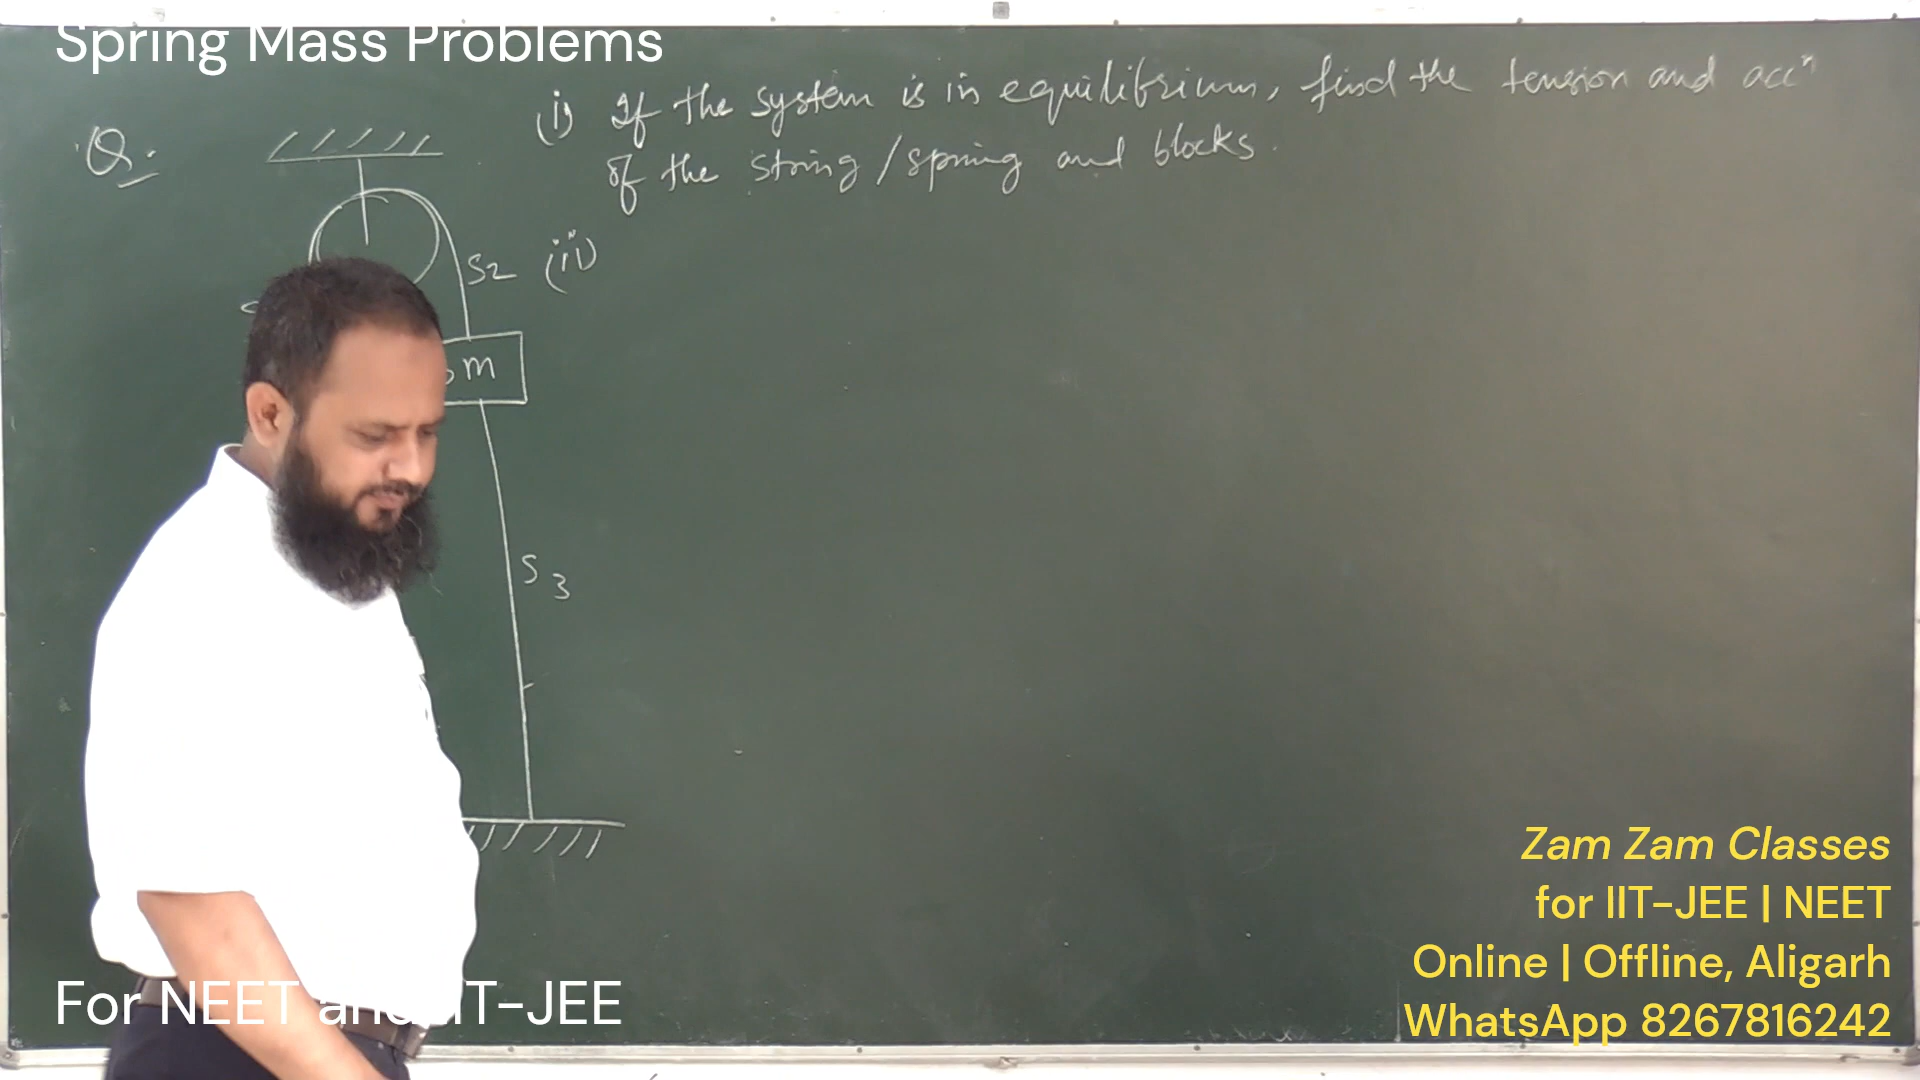 Spring Mass Problems
(i) If the system is in equilibrium, find the tension and accⁿ
of the string/spring and blocks.
Q.
S2
(ii)
m
S3
Zam Zam Classes
for IIT-JEE | NEET
Online | Offline, Aligarh
WhatsApp 8267816242
For NEET and IIT-JEE